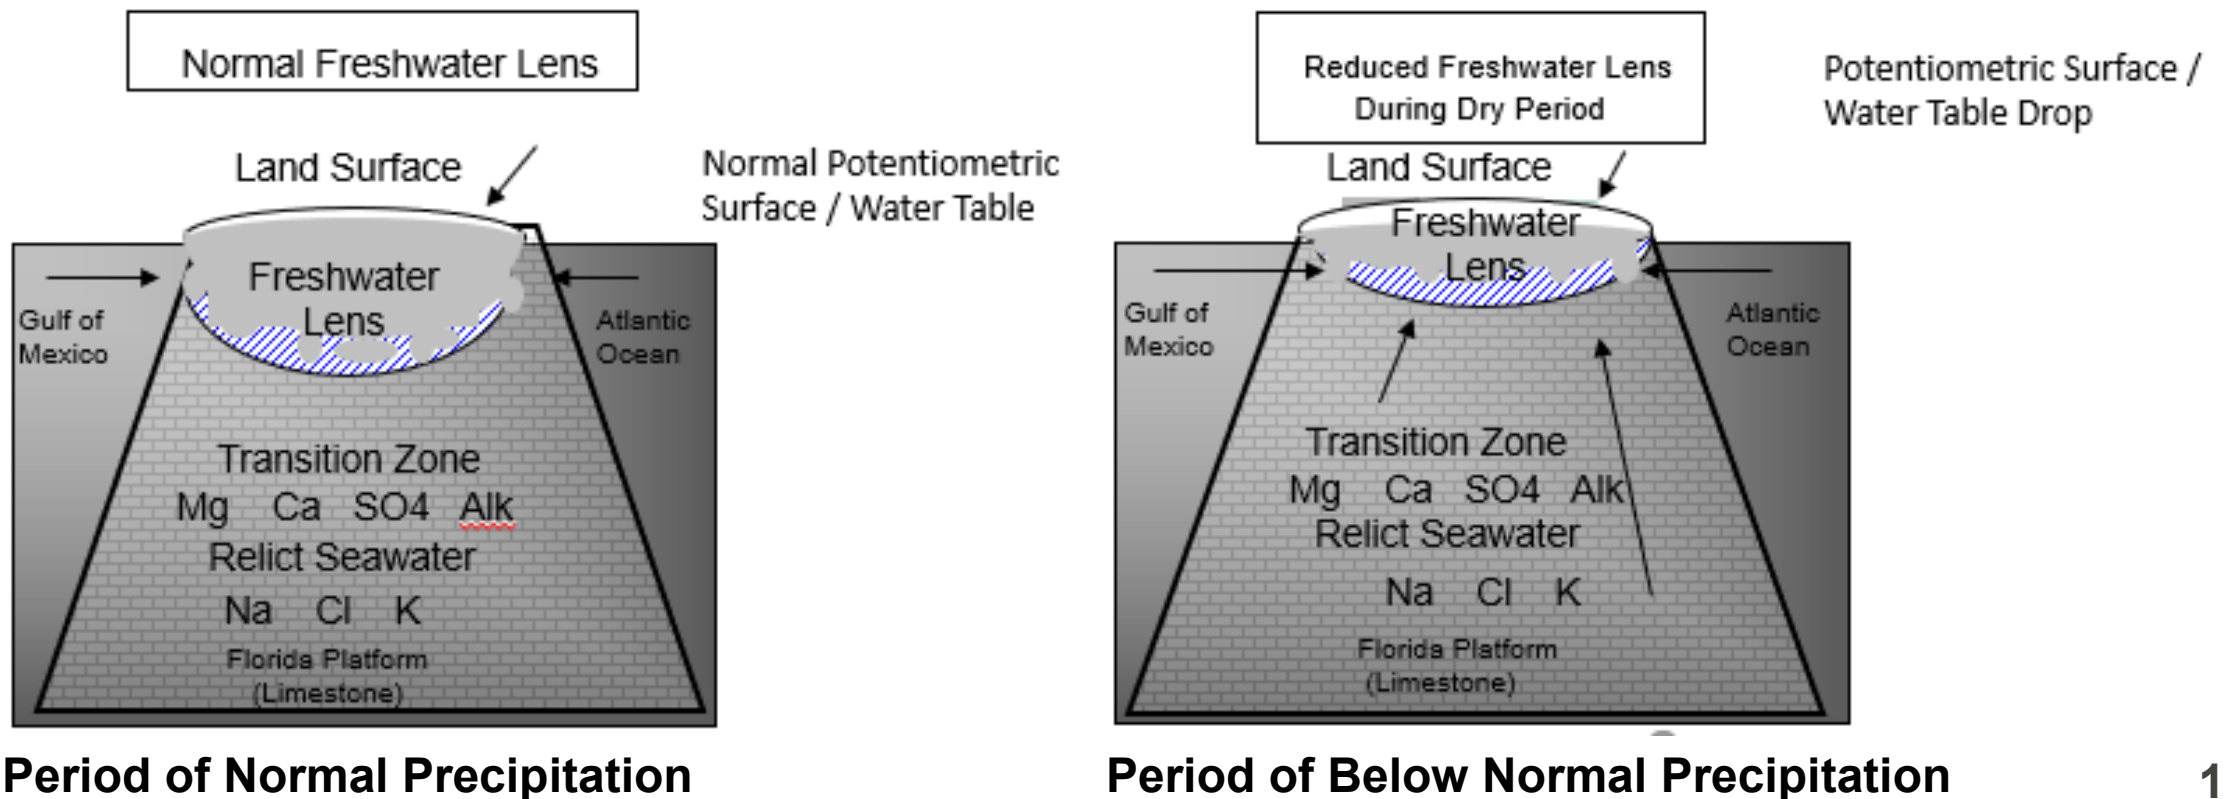 Normal Freshwater Lens
Land Surface
Normal Potentiometric
Surface / Water Table
Freshwater
Lens
Gulf of
Mexico
Atlantic
Ocean
Transition Zone
Mg Ca SO4 Alk
Relict Seawater
Na Cl K
Florida Platform
(Limestone)
Period of Normal Precipitation
Reduced Freshwater Lens
During Dry Period
Potentiometric Surface /
Water Table Drop
Land Surface
Freshwater
Lens
Gulf of
Mexico
Atlantic
Ocean
Transition Zone
Mg Ca SO4 Alk
Relict Seawater
Na Cl K
Florida Platform
(Limestone)
Period of Below Normal Precipitation
1